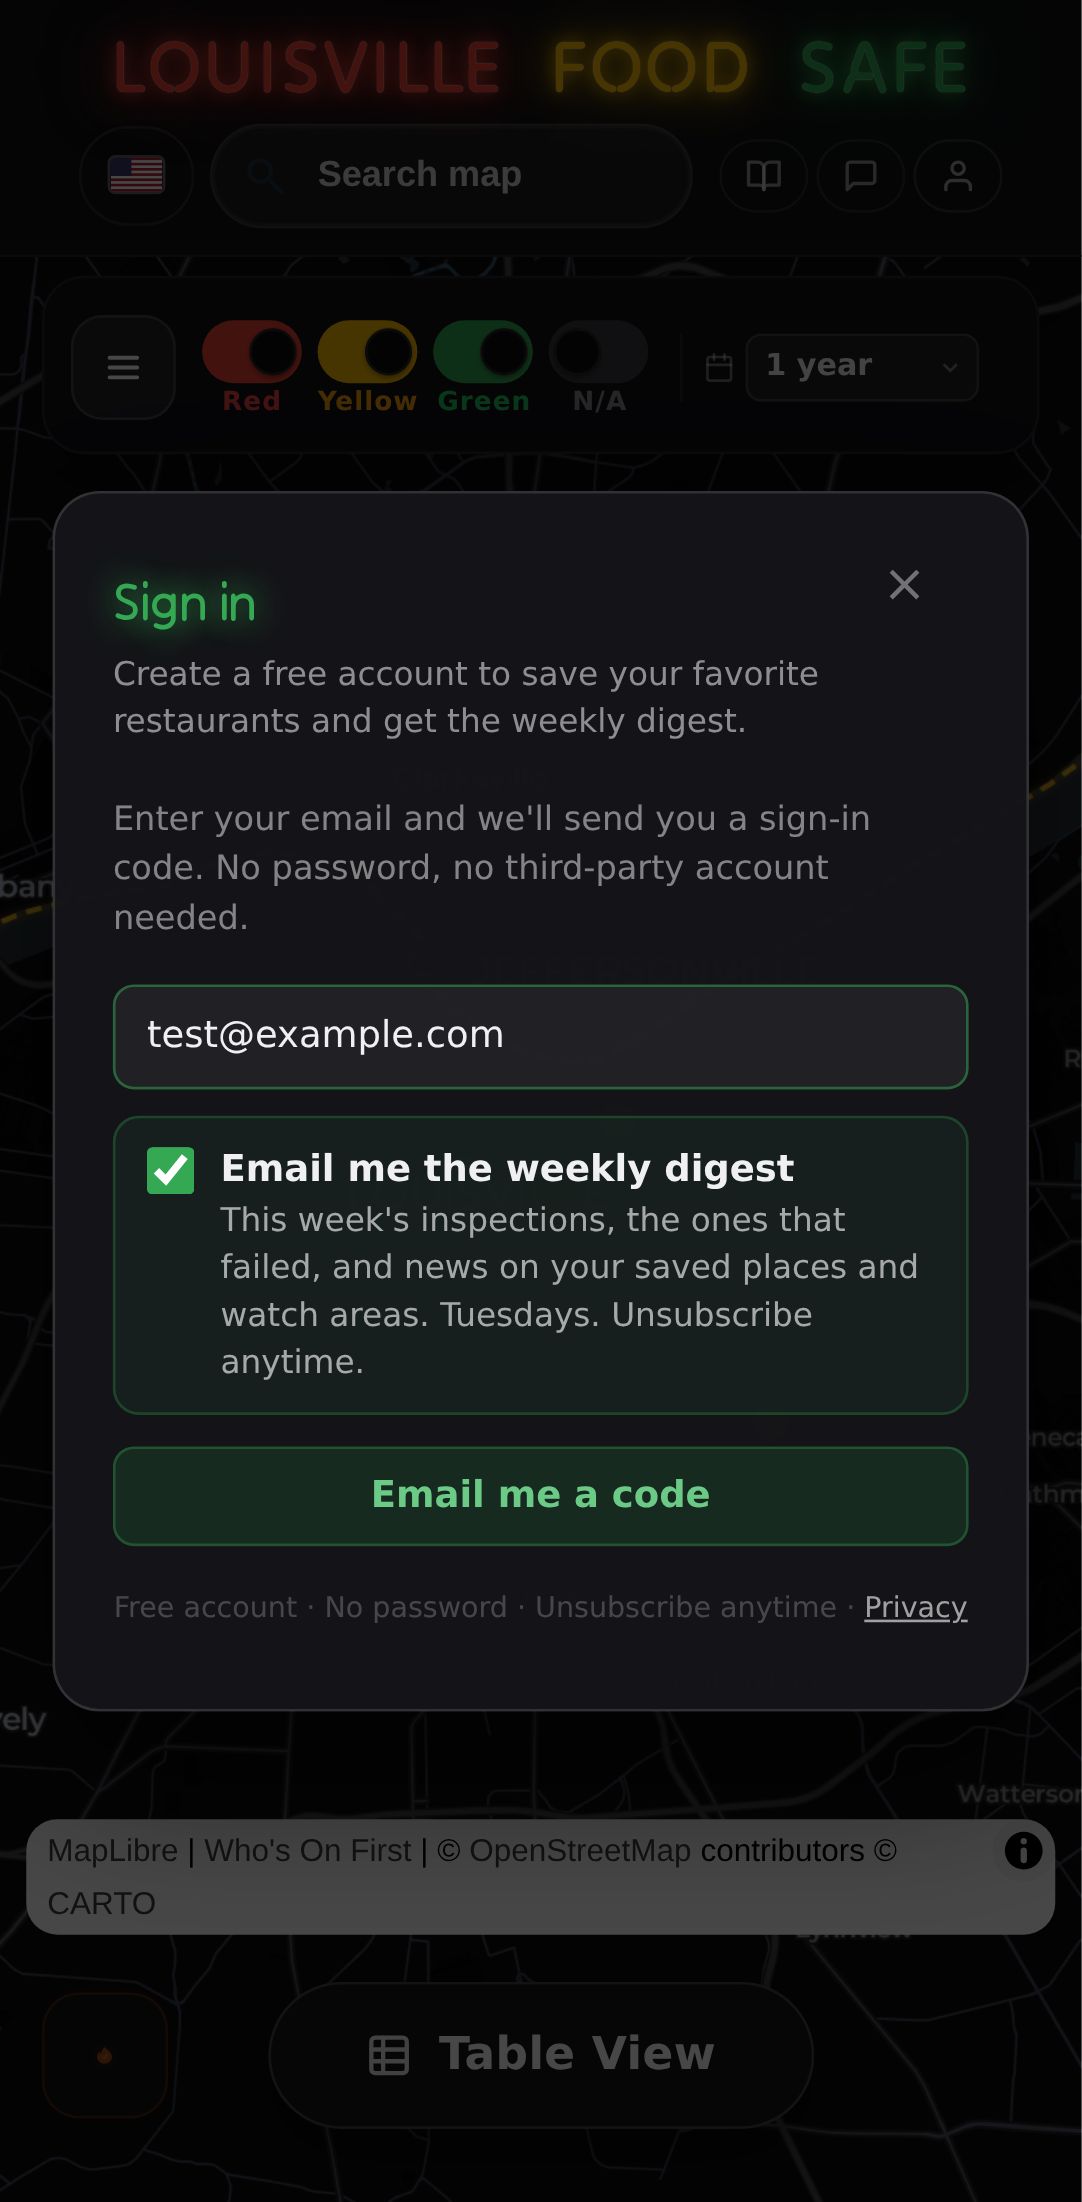 LOUISVILLE FOOD SAFE
Search map
Red Yellow Green N/A
1 year
Sign in
Create a free account to save your favorite
restaurants and get the weekly digest.
Enter your email and we'll send you a sign-in
code. No password, no third-party account
needed.
JEFFERSONVILLE
test@example.com
Email me the weekly digest
This week's inspections, the ones that
failed, and news on your saved places and
watch areas. Tuesdays. Unsubscribe
anytime.
Email me a code
Free account · No password · Unsubscribe anytime · Privacy
MapLibre | Who's On First | © OpenStreetMap contributors ©
CARTO
Table View